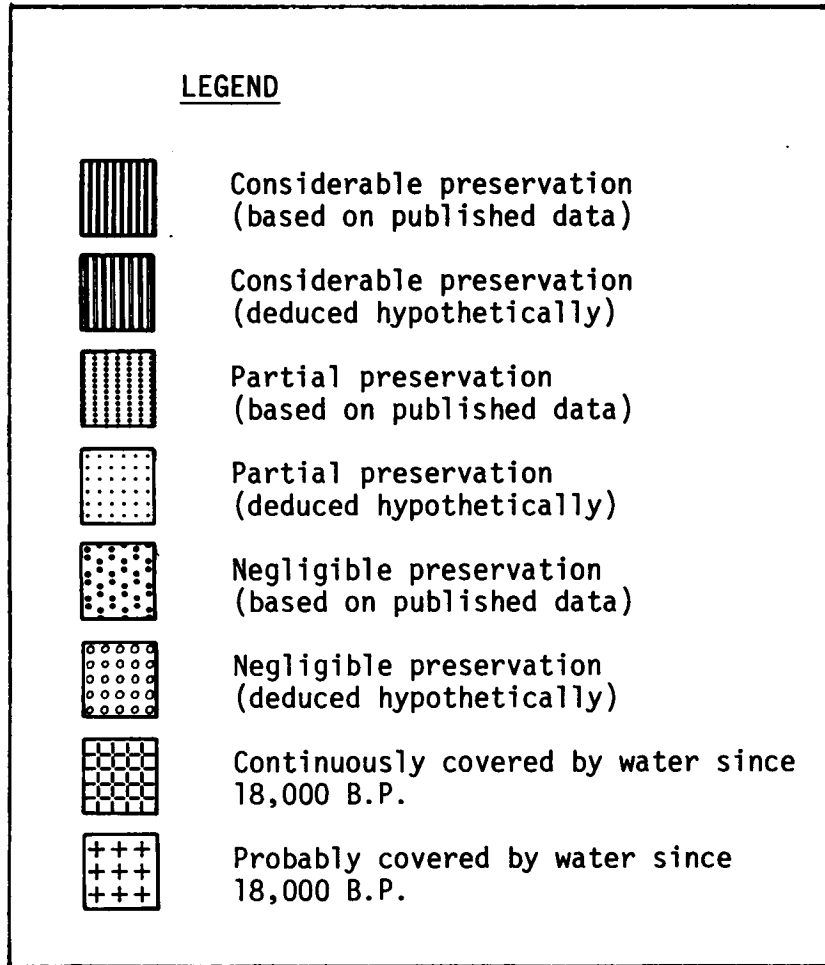 LEGEND
Considerable preservation
(based on published data)
Considerable preservation
(deduced hypothetically)
Partial preservation
(based on published data)
Partial preservation
(deduced hypothetically)
Negligible preservation
(based on published data)
Negligible preservation
(deduced hypothetically)
Continuously covered by water since
18,000 B.P.
Probably covered by water since
18,000 B.P.